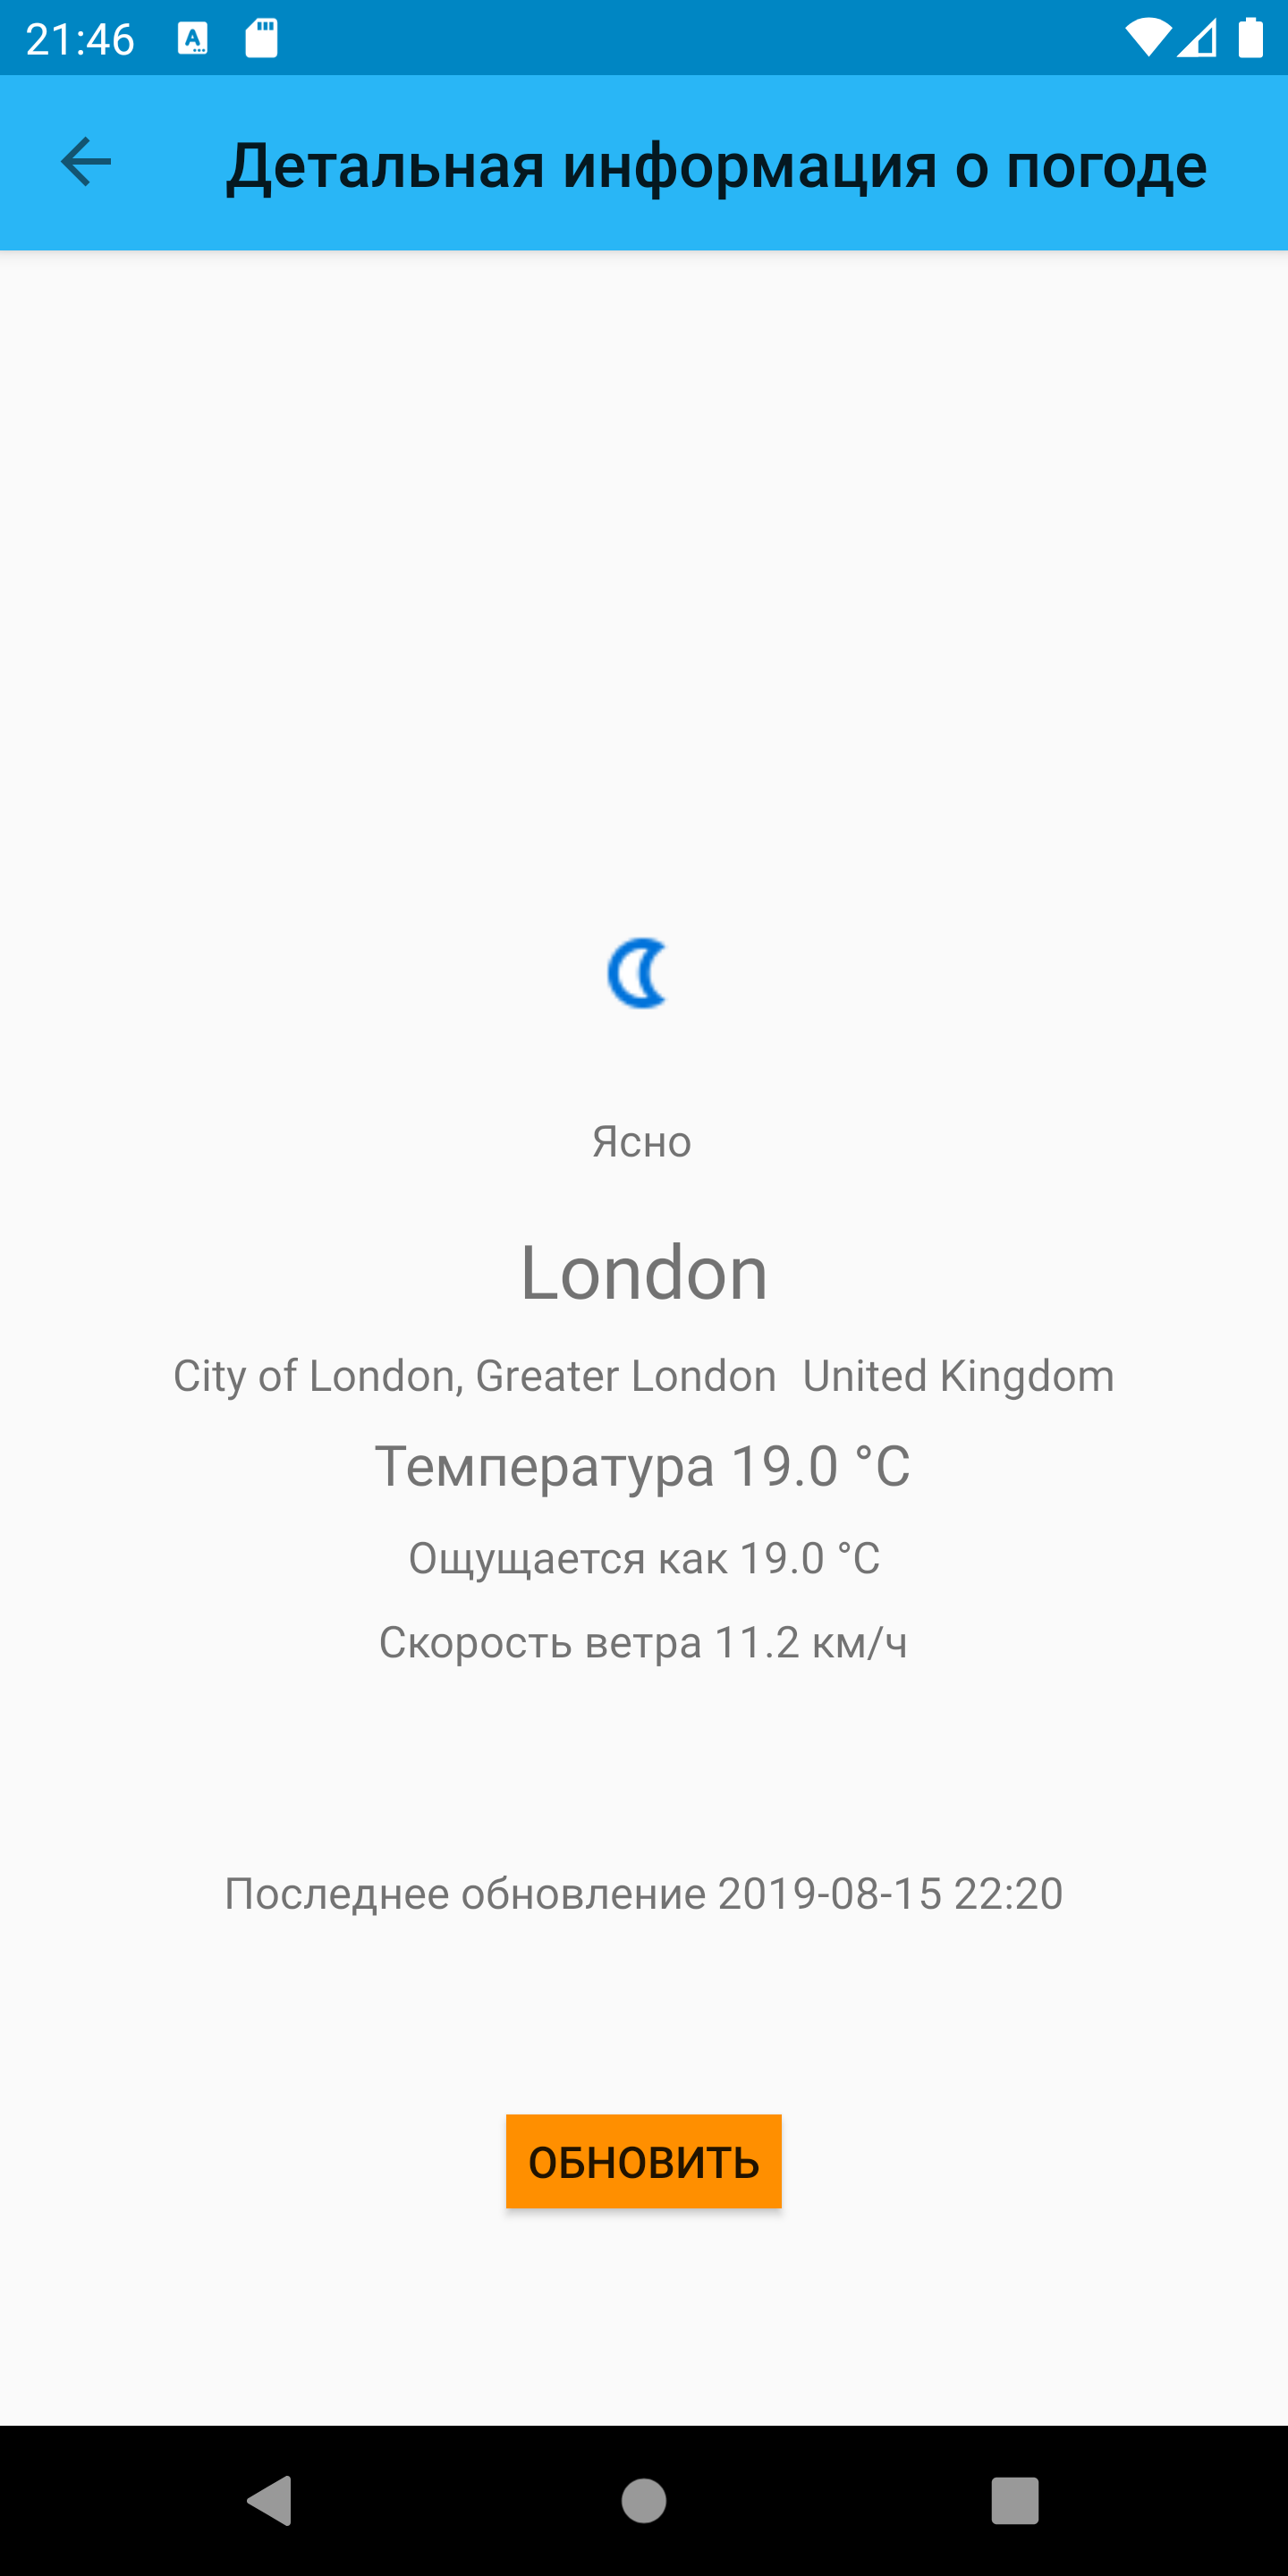 21:46
Детальная информация о погоде
Ясно
London
City of London, Greater London United Kingdom
Температура 19.0 °C
Ощущается как 19.0 °C
Скорость ветра 11.2 км/ч
Последнее обновление 2019-08-15 22:20
ОБНОВИТЬ